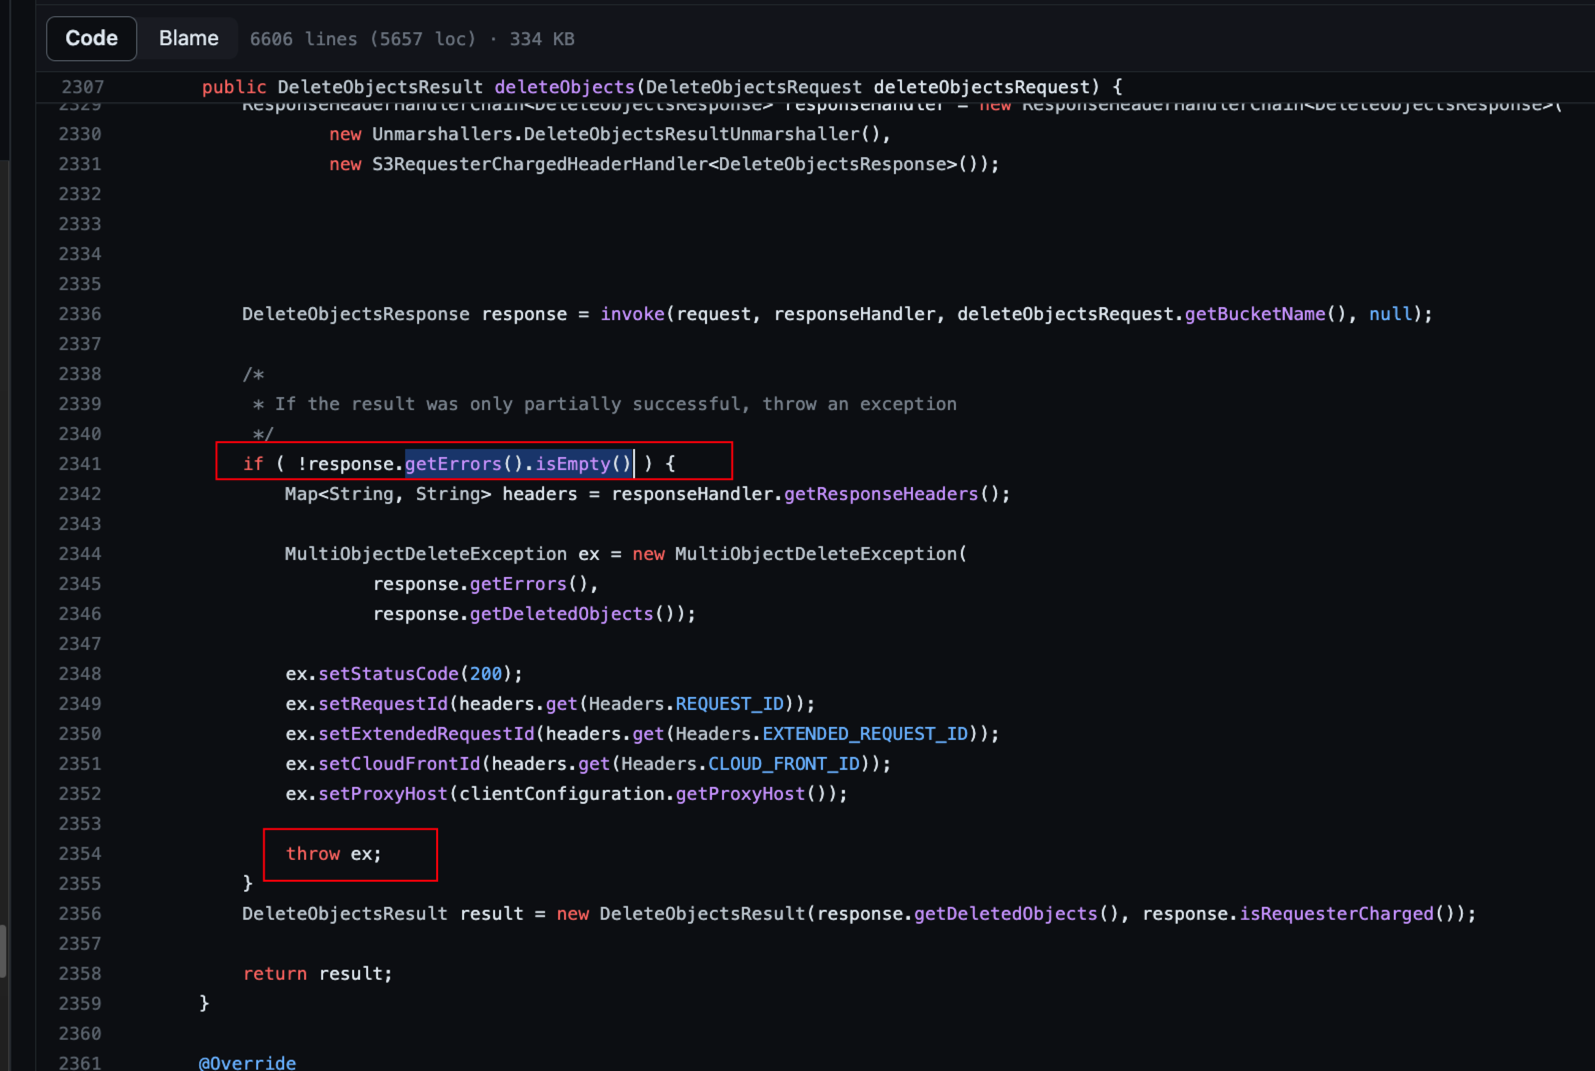 Code Blame 6606 lines (5657 loc) · 334 KB
2307 public DeleteObjectsResult deleteObjects(DeleteObjectsRequest deleteObjectsRequest) {
2329 ResponseHeaderHandlerChain<DeleteObjectsResponse> responseHandler = new ResponseHeaderHandlerChain<DeleteObjectsResponse>(
2330 new Unmarshallers.DeleteObjectsResultUnmarshaller(),
2331 new S3RequesterChargedHeaderHandler<DeleteObjectsResponse>());
2332
2333
2334
2335
2336 DeleteObjectsResponse response = invoke(request, responseHandler, deleteObjectsRequest.getBucketName(), null);
2337
2338 /*
2339 * If the result was only partially successful, throw an exception
2340 */
2341 if ( !response.getErrors().isEmpty() ) {
2342 Map<String, String> headers = responseHandler.getResponseHeaders();
2343
2344 MultiObjectDeleteException ex = new MultiObjectDeleteException(
2345 response.getErrors(),
2346 response.getDeletedObjects());
2347
2348 ex.setStatusCode(200);
2349 ex.setRequestId(headers.get(Headers.REQUEST_ID));
2350 ex.setExtendedRequestId(headers.get(Headers.EXTENDED_REQUEST_ID));
2351 ex.setCloudFrontId(headers.get(Headers.CLOUD_FRONT_ID));
2352 ex.setProxyHost(clientConfiguration.getProxyHost());
2353
2354 throw ex;
2355 }
2356 DeleteObjectsResult result = new DeleteObjectsResult(response.getDeletedObjects(), response.isRequesterCharged());
2357
2358 return result;
2359 }
2360
2361 @Override